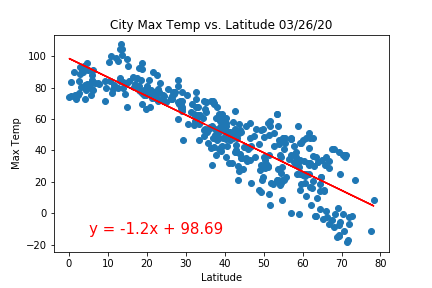 City Max Temp vs. Latitude 03/26/20
Max Temp
100
80
60
40
20
0
−20
y = -1.2x + 98.69
0 10 20 30 40 50 60 70 80
Latitude